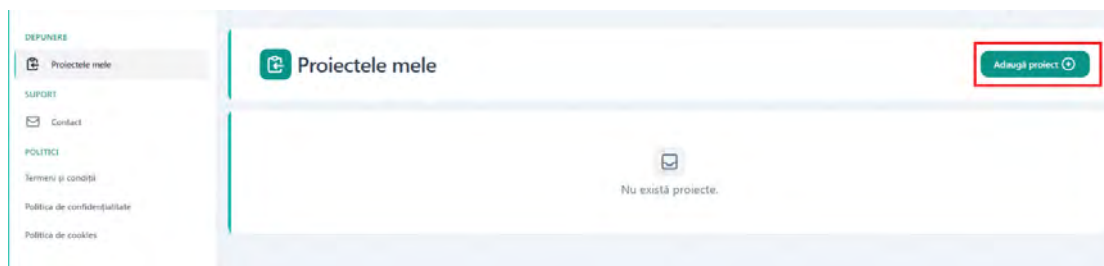 DEPUNERE
Proiectele mele
SUPORT
Contact
POLITICI
Termeni și condiții
Politica de confidențialitate
Politica de cookies
Proiectele mele
Adaugă proiect
Nu există proiecte.